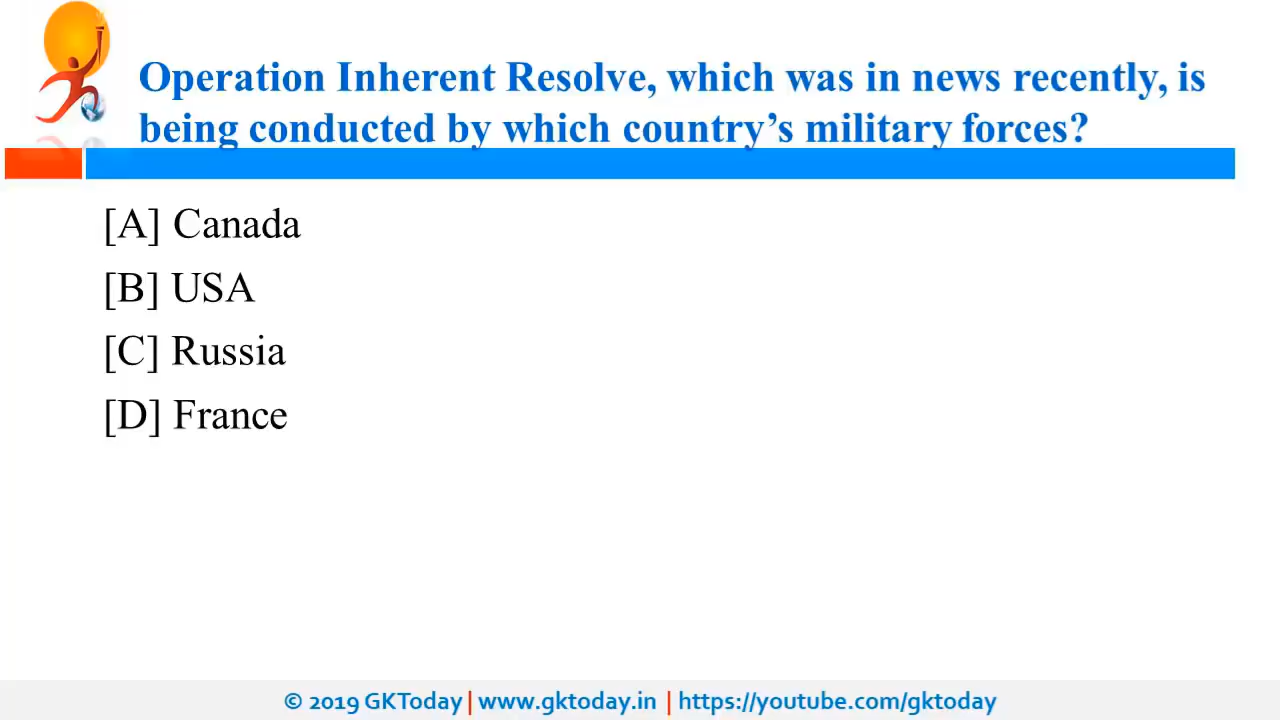 Operation Inherent Resolve, which was in news recently, is
being conducted by which country’s military forces?
[A] Canada
[B] USA
[C] Russia
[D] France
© 2019 GKToday | www.gktoday.in | https://youtube.com/gktoday